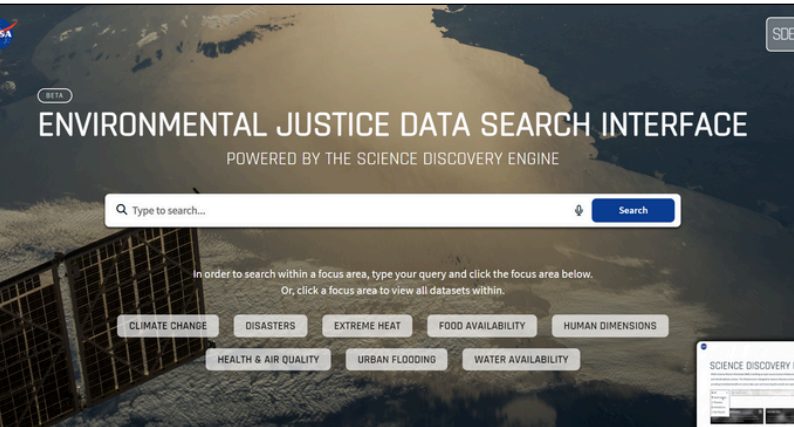 SDE
BETA
ENVIRONMENTAL JUSTICE DATA SEARCH INTERFACE
POWERED BY THE SCIENCE DISCOVERY ENGINE
Type to search...
Search
In order to search within a focus area, type your query and click the focus area below.
Or, click a focus area to view all datasets within.
CLIMATE CHANGE
DISASTERS
EXTREME HEAT
FOOD AVAILABILITY
HUMAN DIMENSIONS
HEALTH & AIR QUALITY
URBAN FLOODING
WATER AVAILABILITY
SCIENCE DISCOVERY